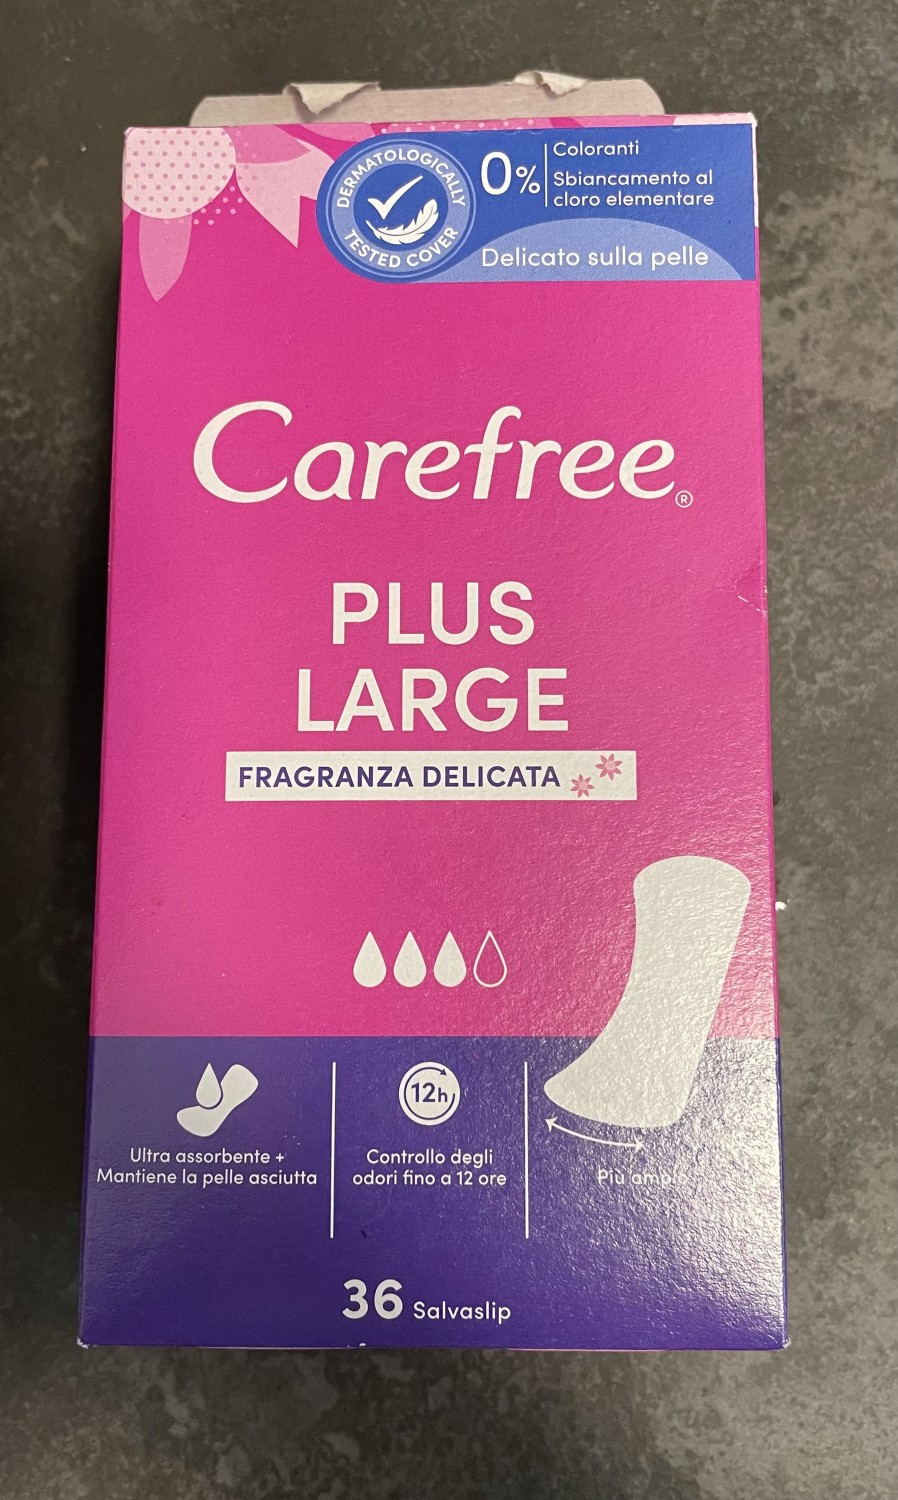 DERMATOLOGICALLY
TESTED COVER
0%
Coloranti
Sbiancamento al
cloro elementare
Delicato sulla pelle
Carefree®
PLUS
LARGE
FRAGRANZA DELICATA
12h
Ultra assorbente +
Mantiene la pelle asciutta
Controllo degli
odori fino a 12 ore
Più ampio
36 Salvaslip